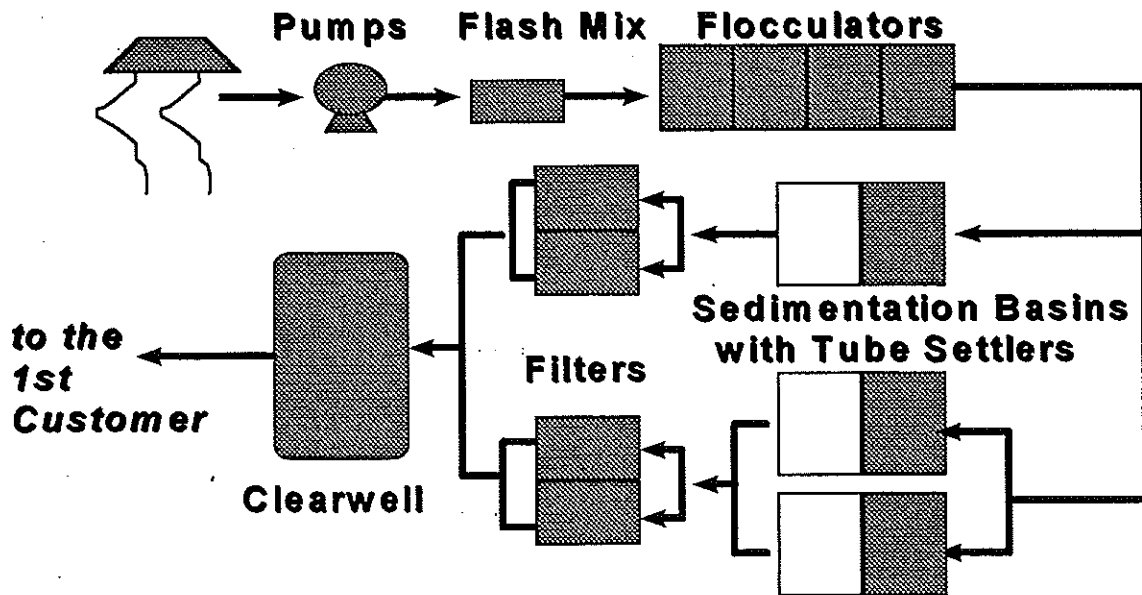 Pumps
Flash Mix
Flocculators
Sedimentation Basins
with Tube Settlers
to the
1st
Customer
Filters
Clearwell